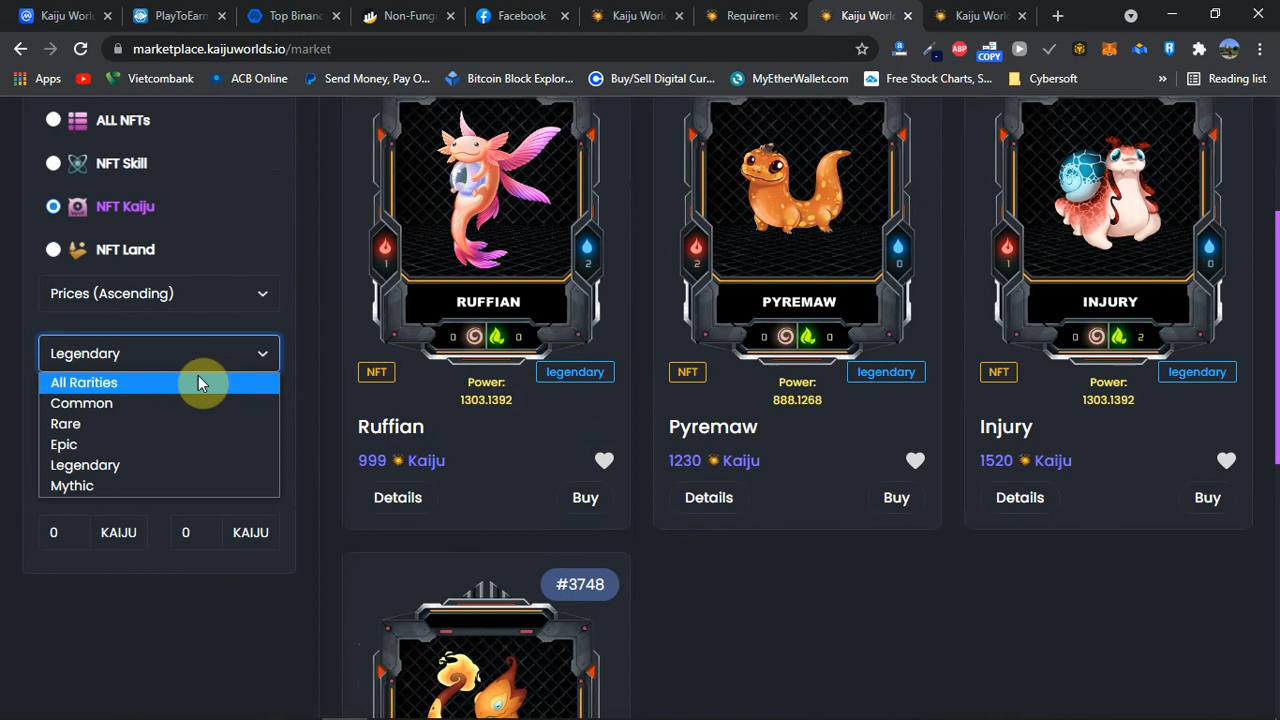 Kaiju Worl
PlayToEarn
Top Binanc
Non-Fungi
Facebook
Kaiju Worl
Requireme
Kaiju Worl
Kaiju Worl
marketplace.kaijuworlds.io/market
ABP
COPY
Apps
Vietcombank
ACB Online
Send Money, Pay O...
Bitcoin Block Explor...
Buy/Sell Digital Cur...
MyEtherWallet.com
Free Stock Charts, S...
Cybersoft
»
Reading list
ALL NFTs
NFT Skill
NFT Kaiju
NFT Land
Prices (Ascending)
Legendary
All Rarities
Common
Rare
Epic
Legendary
Mythic
0 KAIJU 0 KAIJU
1 2
RUFFIAN
0 0
NFT
Power:
1303.1392
legendary
Ruffian
999 Kaiju
Details Buy
2 0
PYREMAW
0 0
NFT
Power:
888.1268
legendary
Pyremaw
1230 Kaiju
Details Buy
1 0
INJURY
0 2
NFT
Power:
1303.1392
legendary
Injury
1520 Kaiju
Details Buy
#3748